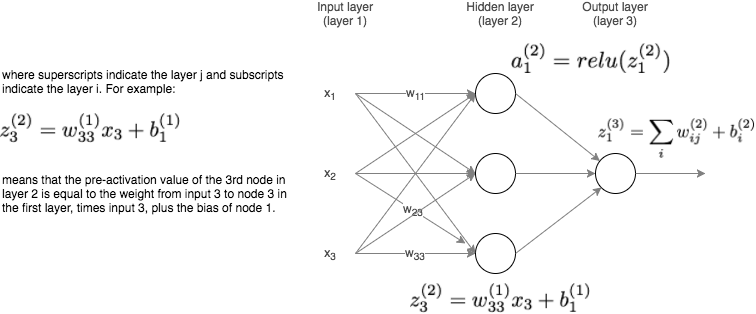 Input layer
(layer 1)
Hidden layer
(layer 2)
Output layer
(layer 3)
a_1^{(2)} = relu(z_1^{(2)})
where superscripts indicate the layer j and subscripts
indicate the layer i. For example:
z_3^{(2)} = w_{33}^{(1)} x_3 + b_1^{(1)}
means that the pre-activation value of the 3rd node in
layer 2 is equal to the weight from input 3 to node 3 in
the first layer, times input 3, plus the bias of node 1.
x_1
w_{11}
z_1^{(3)} = \sum_i w_{ij}^{(2)} + b_i^{(2)}
x_2
w_{23}
x_3
w_{33}
z_3^{(2)} = w_{33}^{(1)} x_3 + b_1^{(1)}